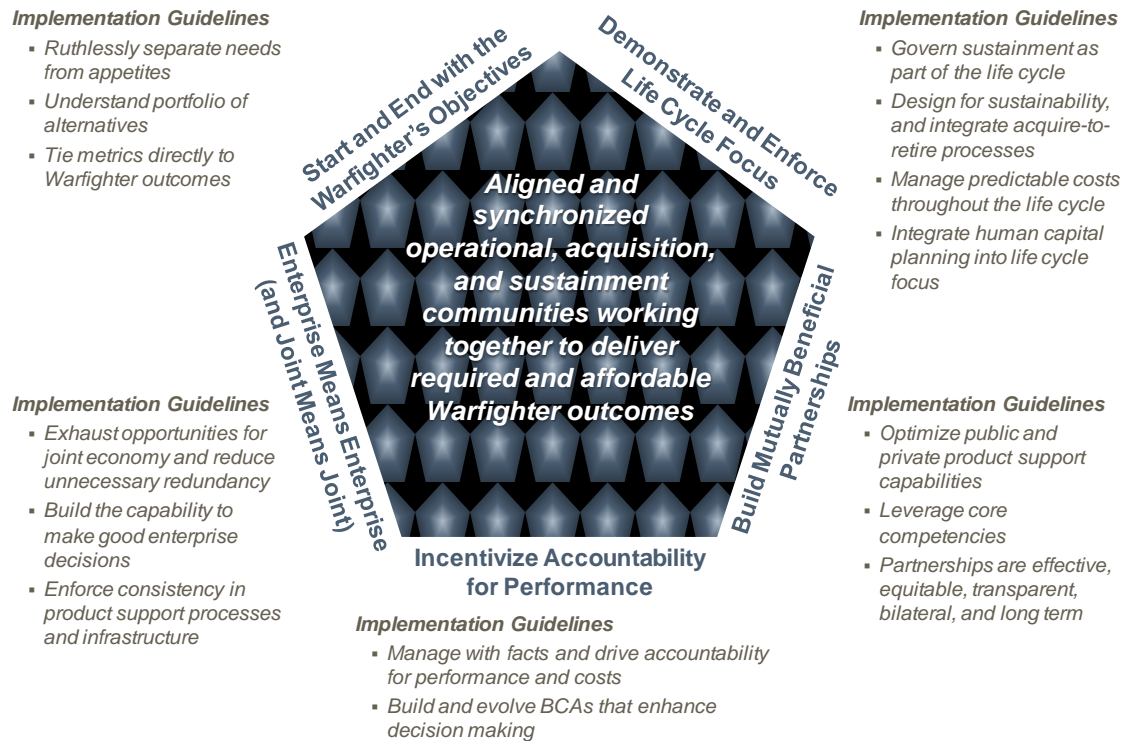 Implementation Guidelines
▪ Ruthlessly separate needs
from appetites
▪ Understand portfolio of
alternatives
▪ Tie metrics directly to
Warfighter outcomes
Start and End with the
Warfighter's Objectives
Demonstrate and Enforce
Life Cycle Focus
Implementation Guidelines
▪ Govern sustainment as
part of the life cycle
▪ Design for sustainability,
and integrate acquire-to-
retire processes
▪ Manage predictable costs
throughout the life cycle
▪ Integrate human capital
planning into life cycle
focus
Aligned and
synchronized
operational, acquisition,
and sustainment
communities working
together to deliver
required and affordable
Warfighter outcomes
Enterprise Means Enterprise
(and Joint Means Joint)
Build Mutually Beneficial
Partnerships
Implementation Guidelines
▪ Exhaust opportunities for
joint economy and reduce
unnecessary redundancy
▪ Build the capability to
make good enterprise
decisions
▪ Enforce consistency in
product support processes
and infrastructure
Implementation Guidelines
▪ Optimize public and
private product support
capabilities
▪ Leverage core
competencies
▪ Partnerships are effective,
equitable, transparent,
bilateral, and long term
Incentivize Accountability
for Performance
Implementation Guidelines
▪ Manage with facts and drive accountability
for performance and costs
▪ Build and evolve BCAs that enhance
decision making